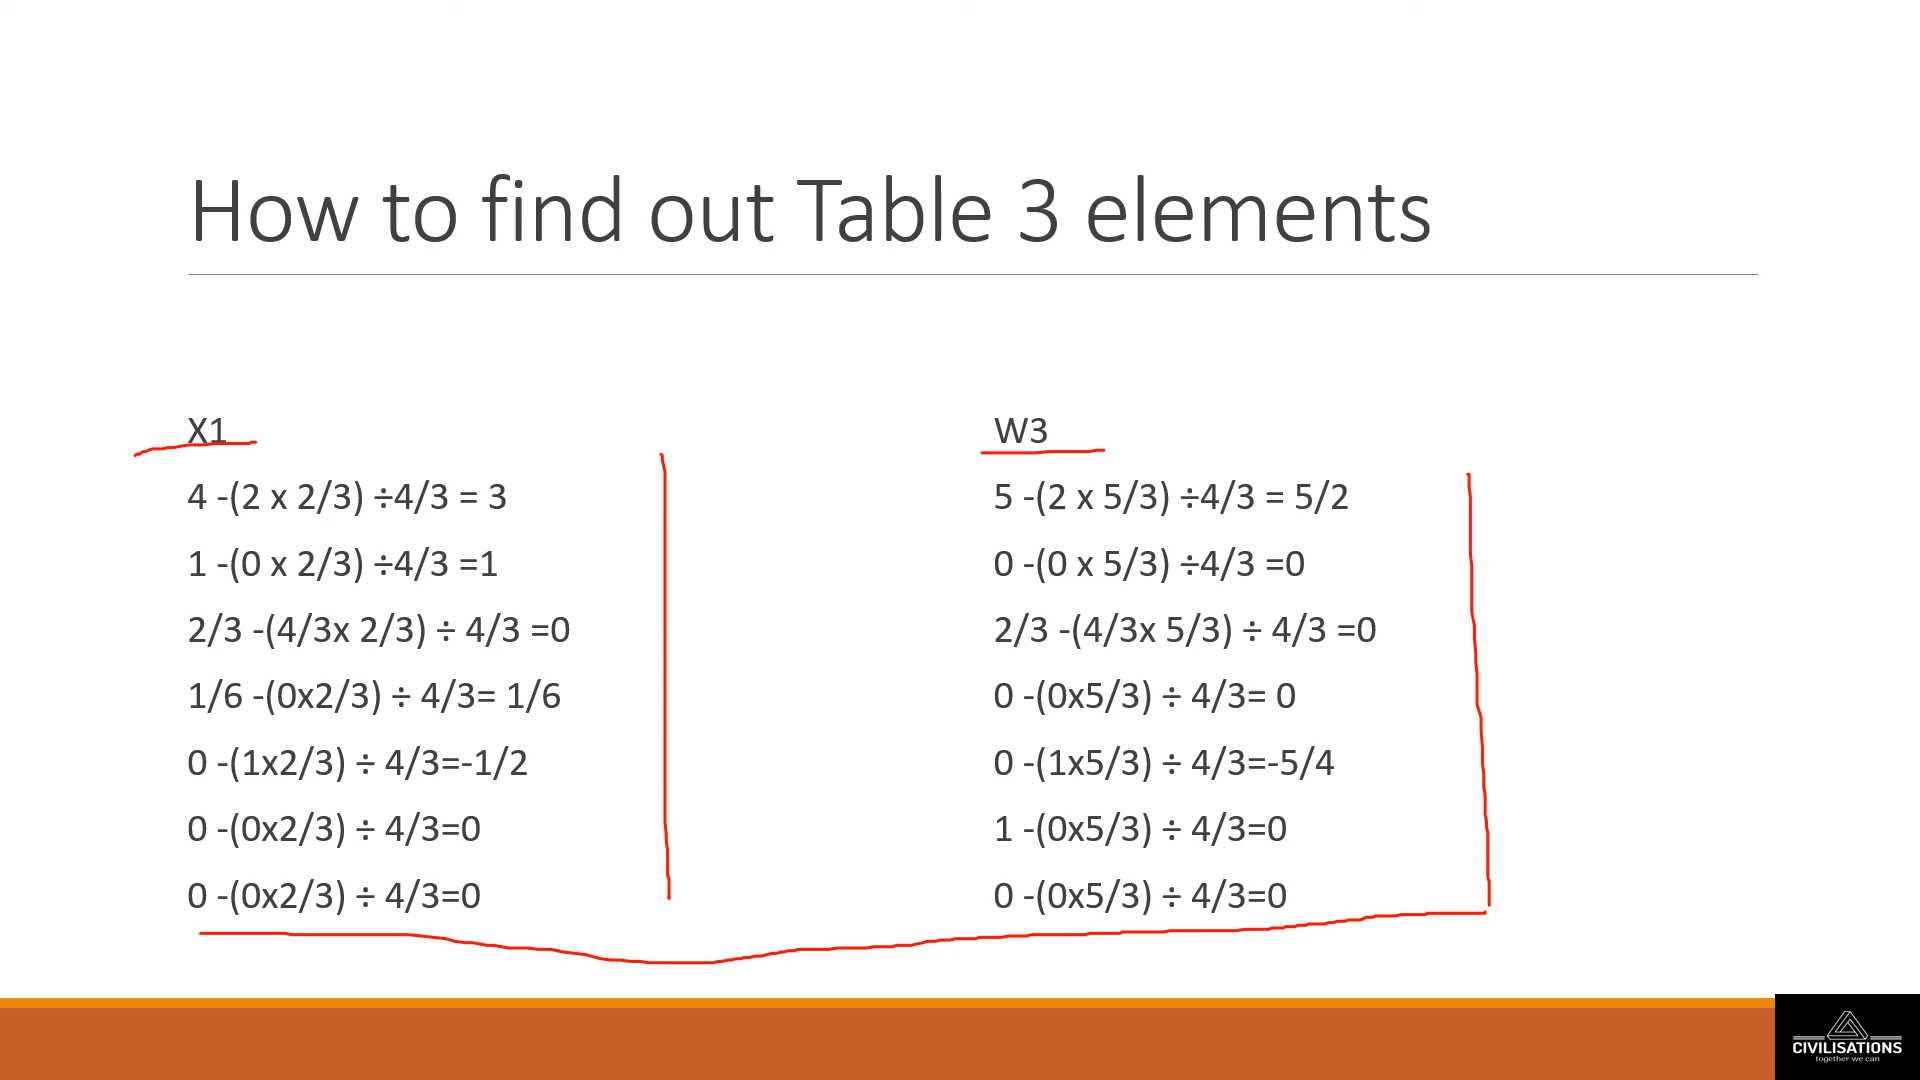 How to find out Table 3 elements
X1
4 -(2 x 2/3) ÷4/3 = 3
1 -(0 x 2/3) ÷4/3 =1
2/3 -(4/3x 2/3) ÷ 4/3 =0
1/6 -(0x2/3) ÷ 4/3= 1/6
0 -(1x2/3) ÷ 4/3=-1/2
0 -(0x2/3) ÷ 4/3=0
0 -(0x2/3) ÷ 4/3=0
W3
5 -(2 x 5/3) ÷4/3 = 5/2
0 -(0 x 5/3) ÷4/3 =0
2/3 -(4/3x 5/3) ÷ 4/3 =0
0 -(0x5/3) ÷ 4/3= 0
0 -(1x5/3) ÷ 4/3=-5/4
1 -(0x5/3) ÷ 4/3=0
0 -(0x5/3) ÷ 4/3=0
CIVILISATIONS
together we can